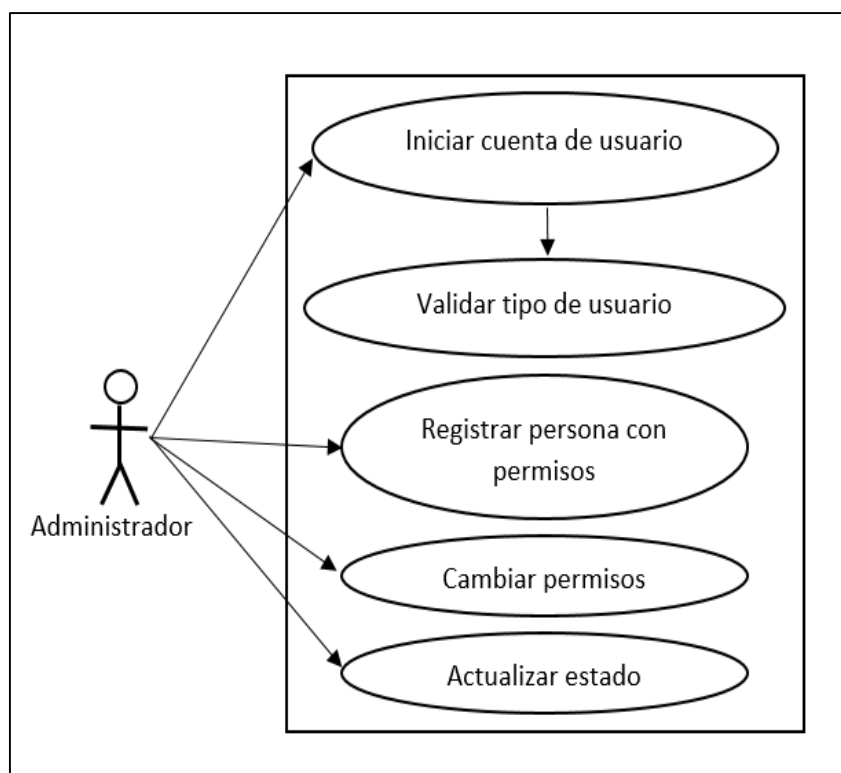 Iniciar cuenta de usuario
Validar tipo de usuario
Registrar persona con
permisos
Administrador
Cambiar permisos
Actualizar estado